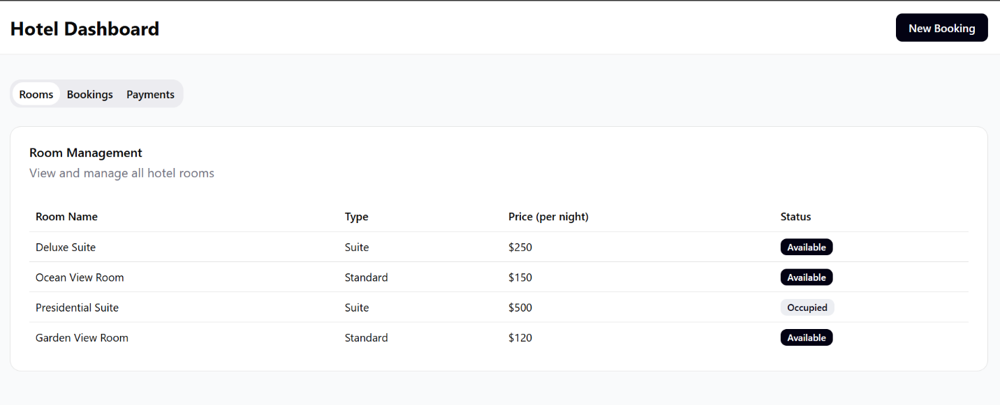 Hotel Dashboard
New Booking
Rooms Bookings Payments
Room Management
View and manage all hotel rooms
Room Name Type Price (per night) Status
Deluxe Suite Suite $250 Available
Ocean View Room Standard $150 Available
Presidential Suite Suite $500 Occupied
Garden View Room Standard $120 Available